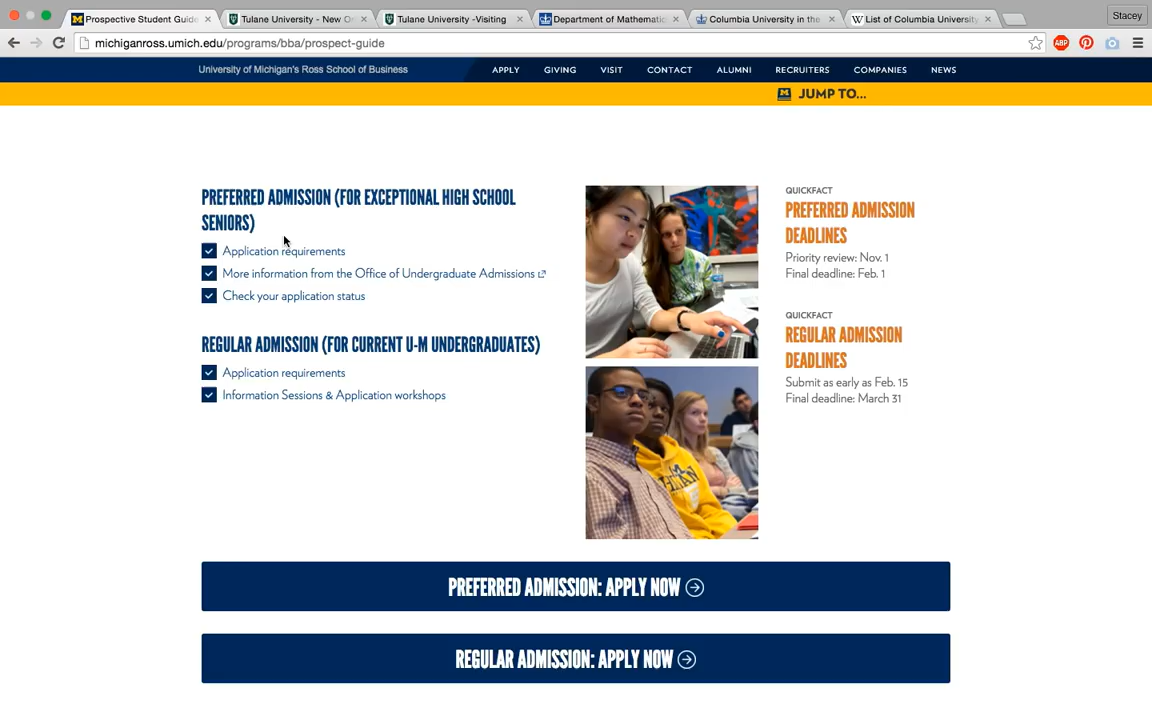 Prospective Student Guide
Tulane University - New O
Tulane University -Visiting
Department of Mathematic
Columbia University in the
List of Columbia University
Stacey
michiganross.umich.edu/programs/bba/prospect-guide
ABP
University of Michigan's Ross School of Business
APPLY GIVING VISIT CONTACT ALUMNI RECRUITERS COMPANIES NEWS
JUMP TO...
PREFERRED ADMISSION (FOR EXCEPTIONAL HIGH SCHOOL
SENIORS)
Application requirements
More information from the Office of Undergraduate Admissions
Check your application status
REGULAR ADMISSION (FOR CURRENT U-M UNDERGRADUATES)
Application requirements
Information Sessions & Application workshops
QUICKFACT
PREFERRED ADMISSION
DEADLINES
Priority review: Nov. 1
Final deadline: Feb. 1
QUICKFACT
REGULAR ADMISSION
DEADLINES
Submit as early as Feb. 15
Final deadline: March 31
PREFERRED ADMISSION: APPLY NOW
REGULAR ADMISSION: APPLY NOW